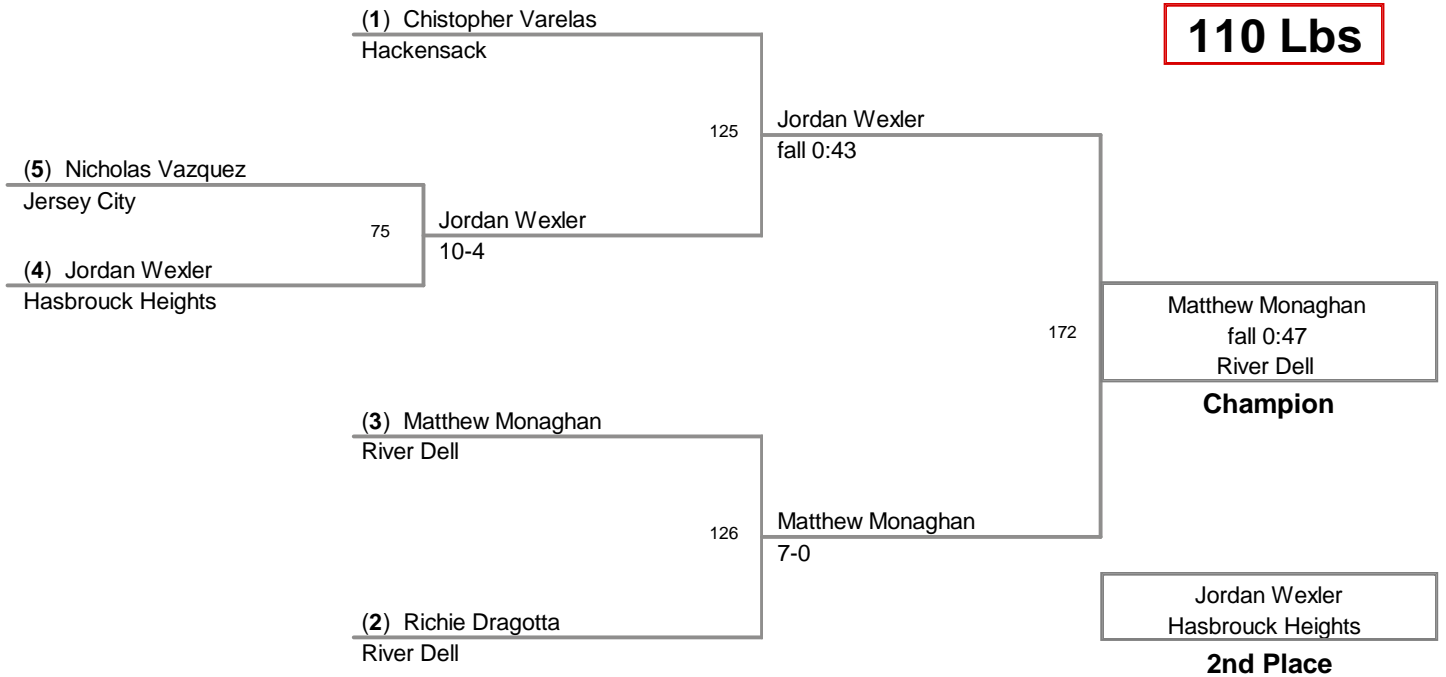 (1) Chistopher Varelas
110 Lbs
Hackensack
125
Jordan Wexler
fall 0:43
(5) Nicholas Vazquez
Jersey City
75
Jordan Wexler
10-4
(4) Jordan Wexler
Hasbrouck Heights
172
Matthew Monaghan
fall 0:47
River Dell
Champion
(3) Matthew Monaghan
River Dell
126
Matthew Monaghan
7-0
(2) Richie Dragotta
River Dell
Jordan Wexler
Hasbrouck Heights
2nd Place